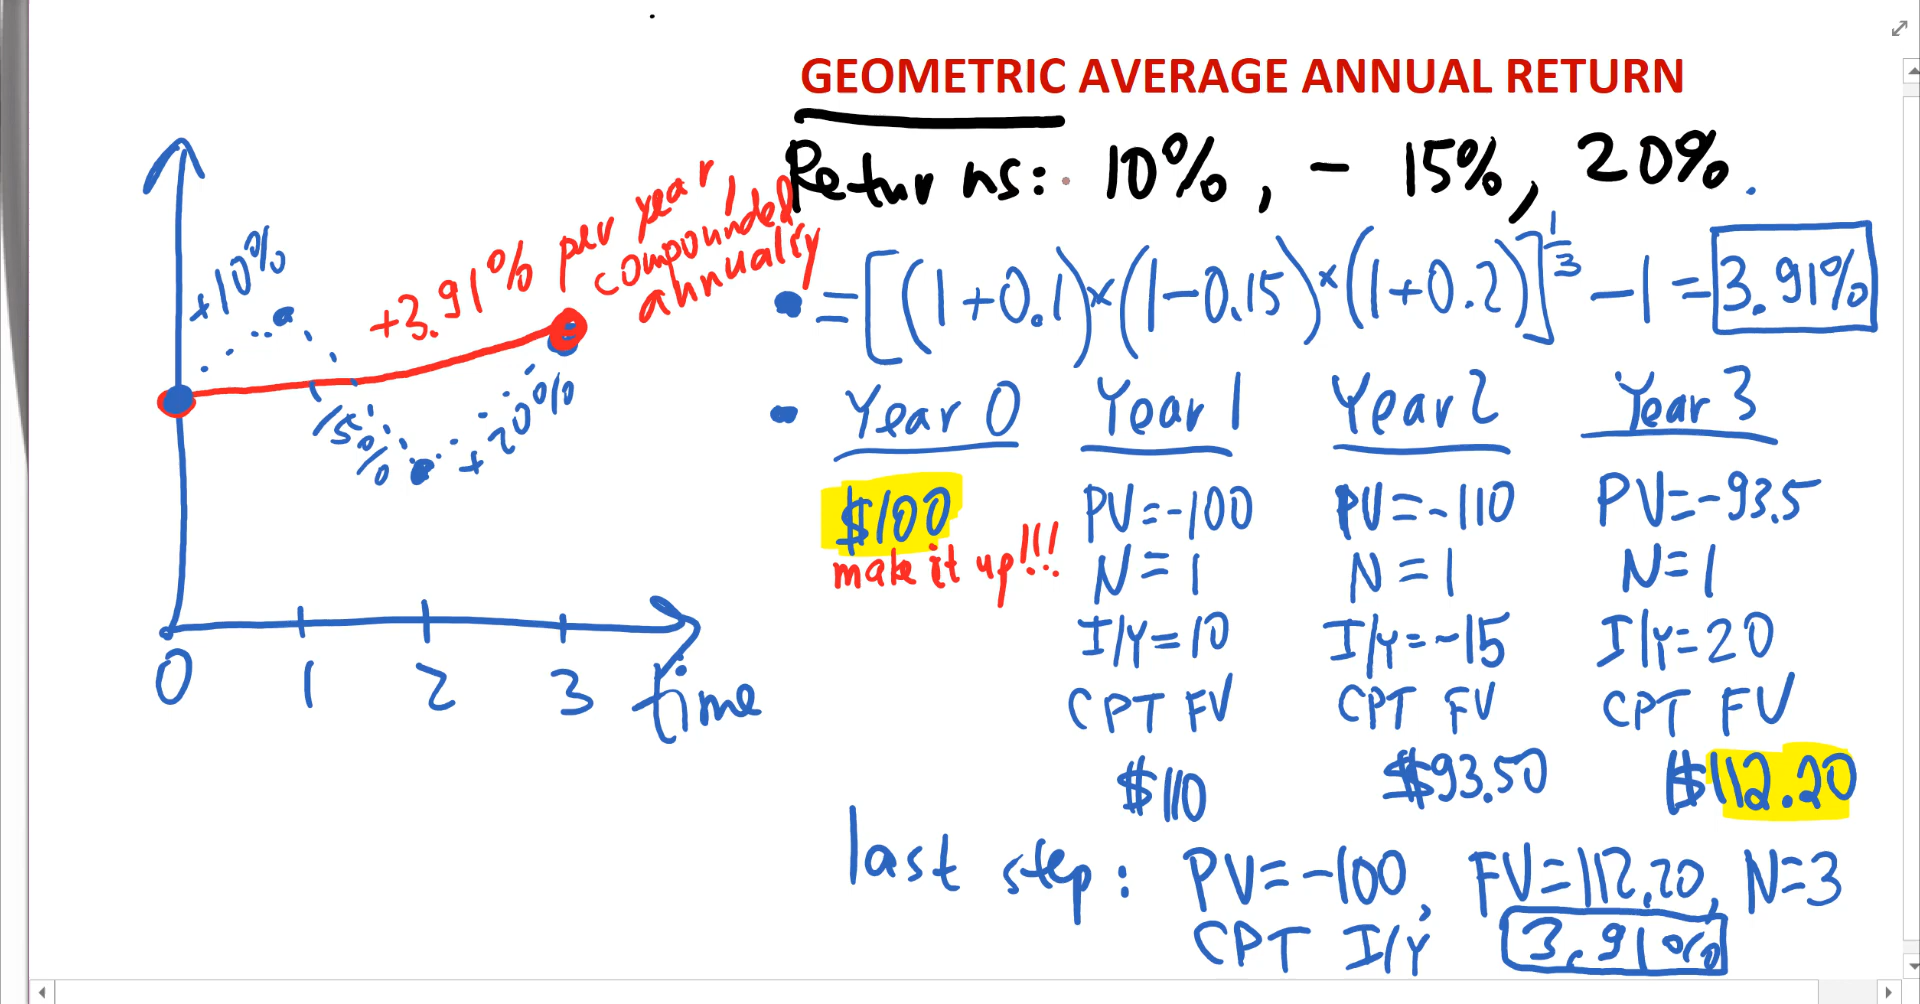 GEOMETRIC AVERAGE ANNUAL RETURN
Returns: 10%, - 15%, 20%.
= [(1+0.1)×(1-0.15)×(1+0.2)]^1/3 - 1 = 3.91%
Year 0 Year 1 Year 2 Year 3
$100 PV=-100 PV=-110 PV=-93.5
make it up!!! N=1 N=1 N=1
I/Y=10 I/Y=-15 I/Y=20
CPT FV CPT FV CPT FV
$110 $93.50 $112.20
last step: PV=-100, FV=112.20, N=3
CPT I/Y 3.91%
+10%
+3.91% per year,
compounded
annually
-15%
+20%
0 1 2 3 time